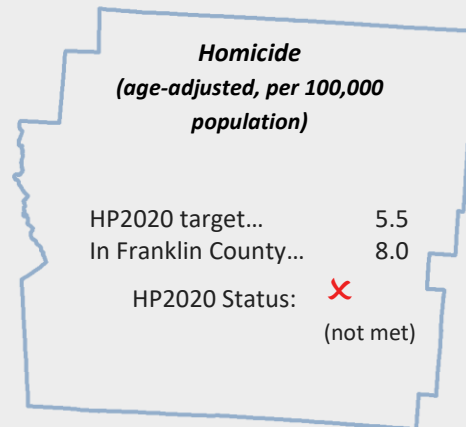 Homicide
(age-adjusted, per 100,000
population)
HP2020 target... 5.5
In Franklin County... 8.0
HP2020 Status: ✗
(not met)